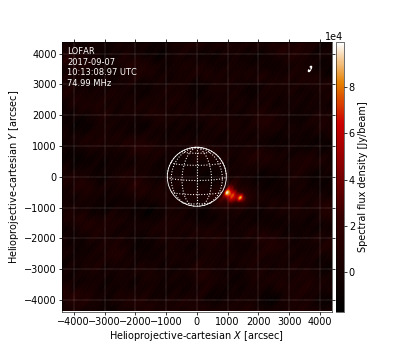 1e4
LOFAR
2017-09-07
10:13:08.97 UTC
74.99 MHz
4000
3000
2000
1000
0
−1000
−2000
−3000
−4000
Helioprojective-cartesian Y [arcsec]
−4000−3000−2000−1000 0 1000 2000 3000 4000
Helioprojective-cartesian X [arcsec]
8
6
4
2
0
Spectral flux density [Jy/beam]